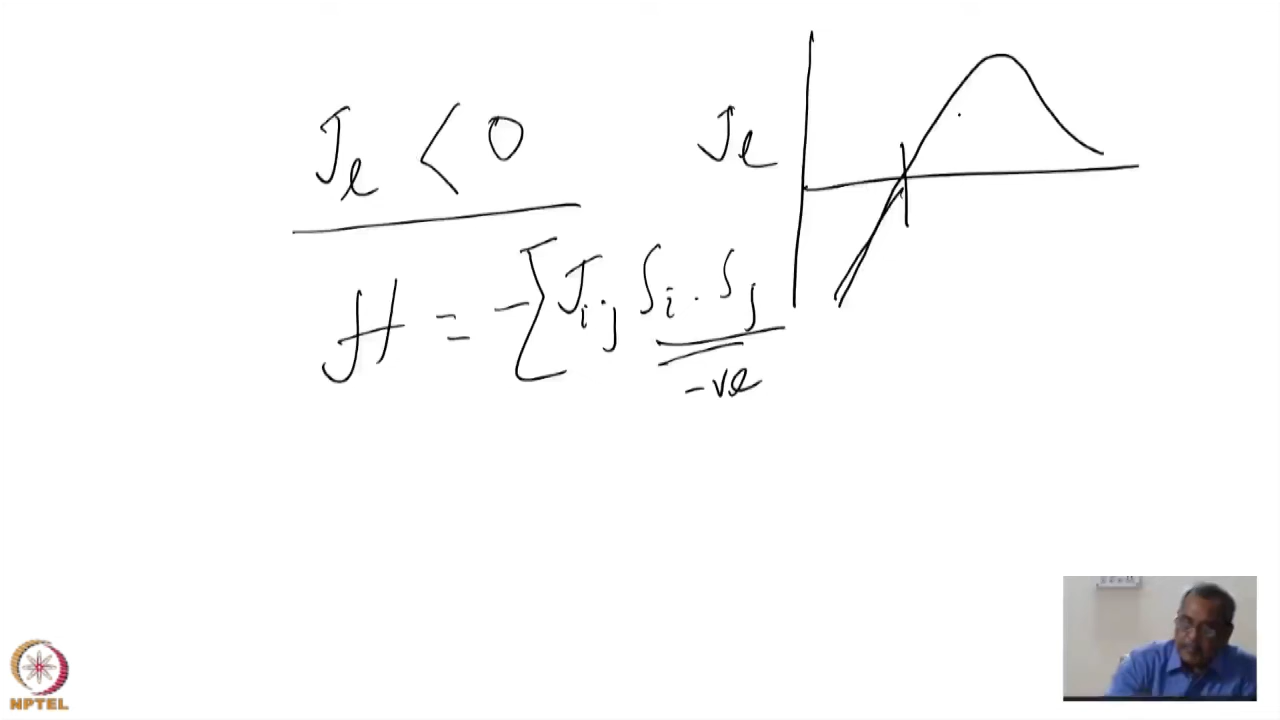 J_e < 0
J_e
H = -∑ J_ij S_i . S_j
-ve
NPTEL